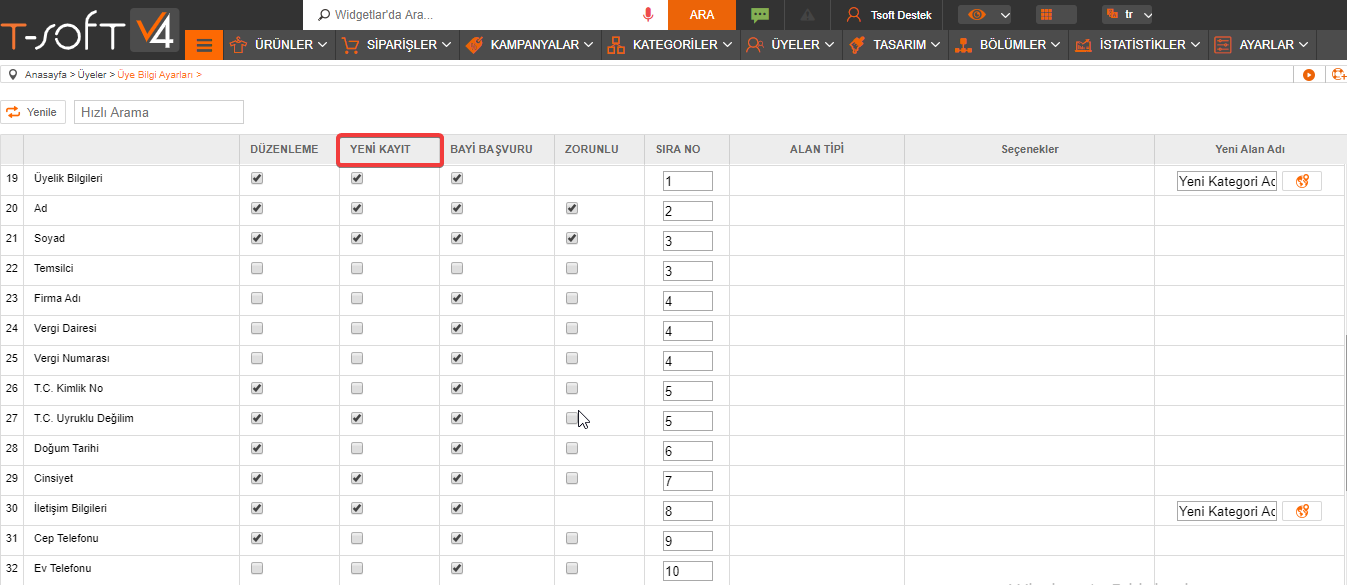 T-SOFT V4
Widgetlar'da Ara...
ARA
Tsoft Destek
tr
ÜRÜNLER
SİPARİŞLER
KAMPANYALAR
KATEGORİLER
ÜYELER
TASARIM
BÖLÜMLER
İSTATİSTİKLER
AYARLAR
Anasayfa > Üyeler > Üye Bilgi Ayarları >
Yenile
Hızlı Arama
DÜZENLEME YENİ KAYIT BAYİ BAŞVURU ZORUNLU SIRA NO ALAN TİPİ Seçenekler Yeni Alan Adı
19 Üyelik Bilgileri 1 Yeni Kategori Ac
20 Ad 2
21 Soyad 3
22 Temsilci 3
23 Firma Adı 4
24 Vergi Dairesi 4
25 Vergi Numarası 4
26 T.C. Kimlik No 5
27 T.C. Uyruklu Değilim 5
28 Doğum Tarihi 6
29 Cinsiyet 7
30 İletişim Bilgileri 8 Yeni Kategori Ac
31 Cep Telefonu 9
32 Ev Telefonu 10